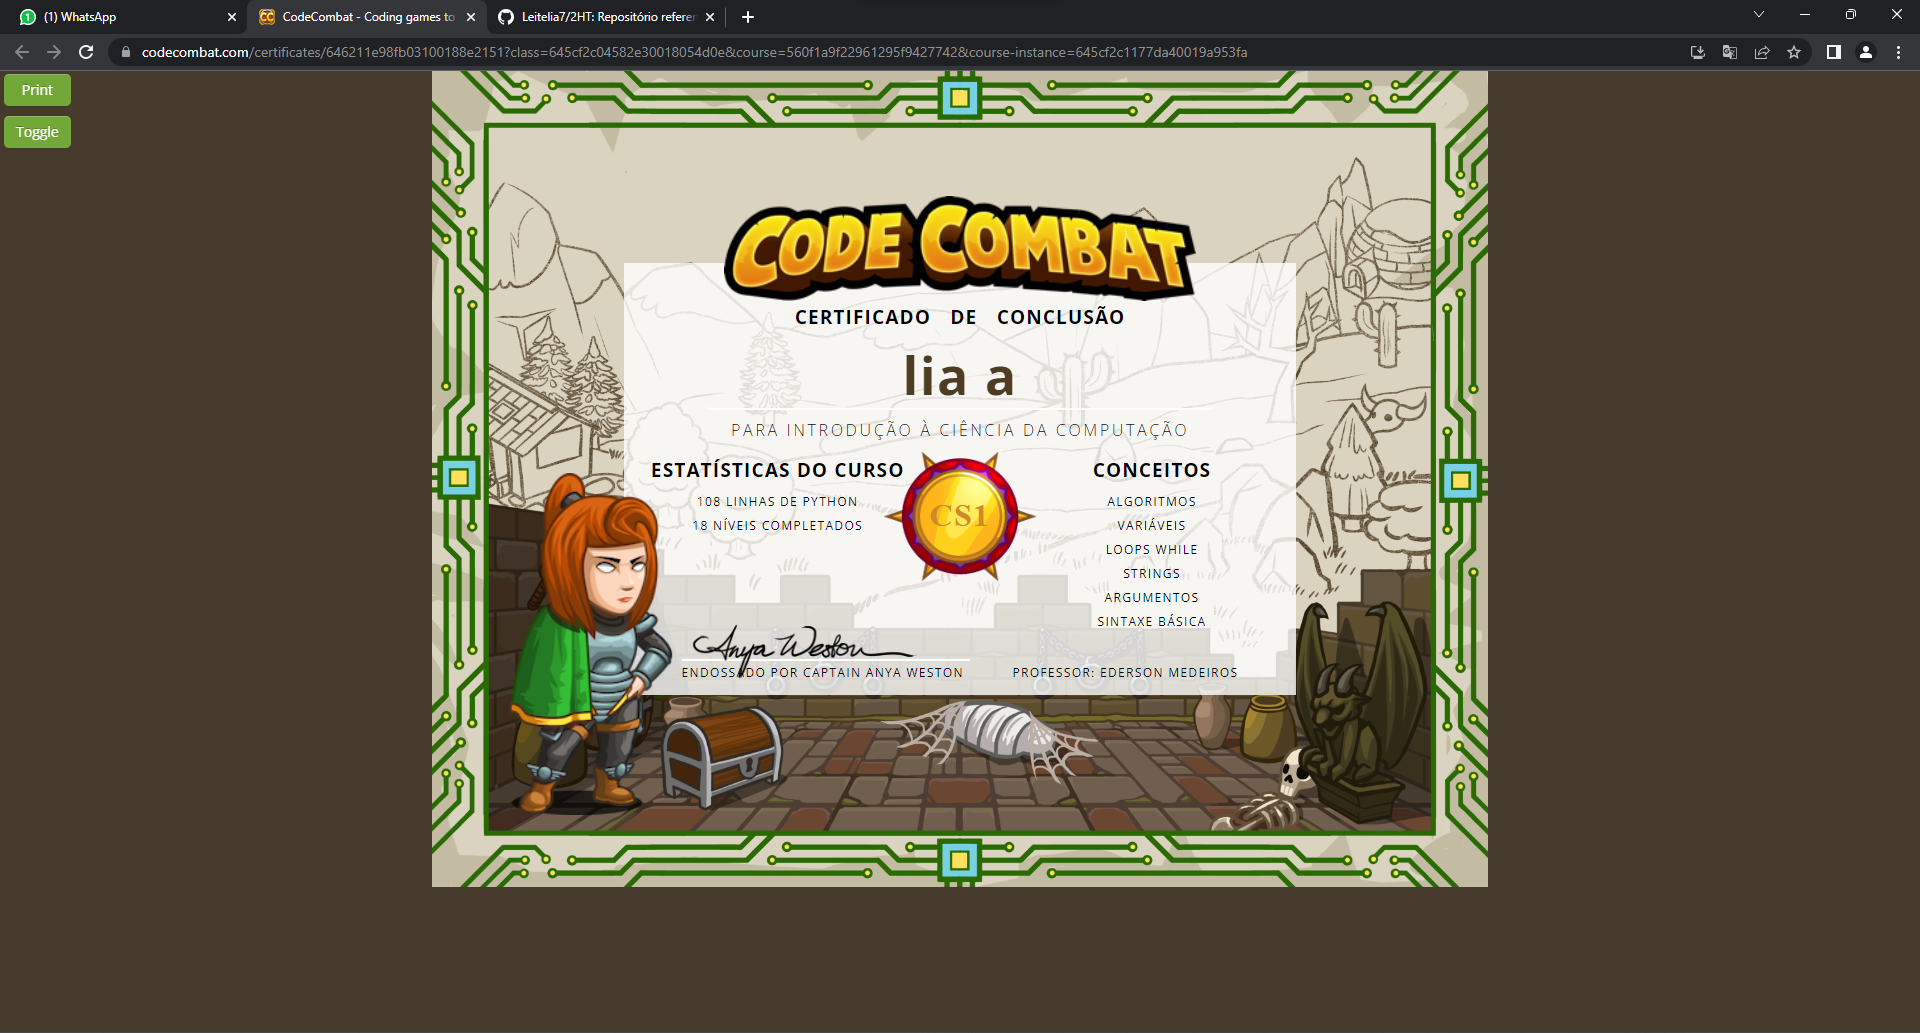 (1) WhatsApp
CodeCombat - Coding games to
Leitelia7/2HT: Repositório referer
codecombat.com/certificates/646211e98fb03100188e2151?class=645cf2c04582e30018054d0e&course=560f1a9f22961295f9427742&course-instance=645cf2c1177da40019a953fa
Print
Toggle
CODE COMBAT
CERTIFICADO DE CONCLUSÃO
lia a
PARA INTRODUÇÃO À CIÊNCIA DA COMPUTAÇÃO
ESTATÍSTICAS DO CURSO
108 LINHAS DE PYTHON
18 NÍVEIS COMPLETADOS
CS1
CONCEITOS
ALGORITMOS
VARIÁVEIS
LOOPS WHILE
STRINGS
ARGUMENTOS
SINTAXE BÁSICA
Anya Weston
ENDOSSADO POR CAPTAIN ANYA WESTON
PROFESSOR: EDERSON MEDEIROS